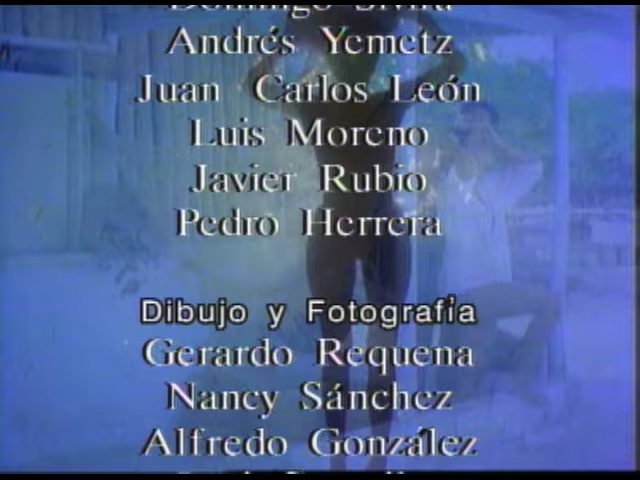 Domingo
Andrés Yemetz
Juan Carlos León
Luis Moreno
Javier Rubio
Pedro Herrera
Dibujo y Fotografía
Gerardo Requena
Nancy Sánchez
Alfredo González